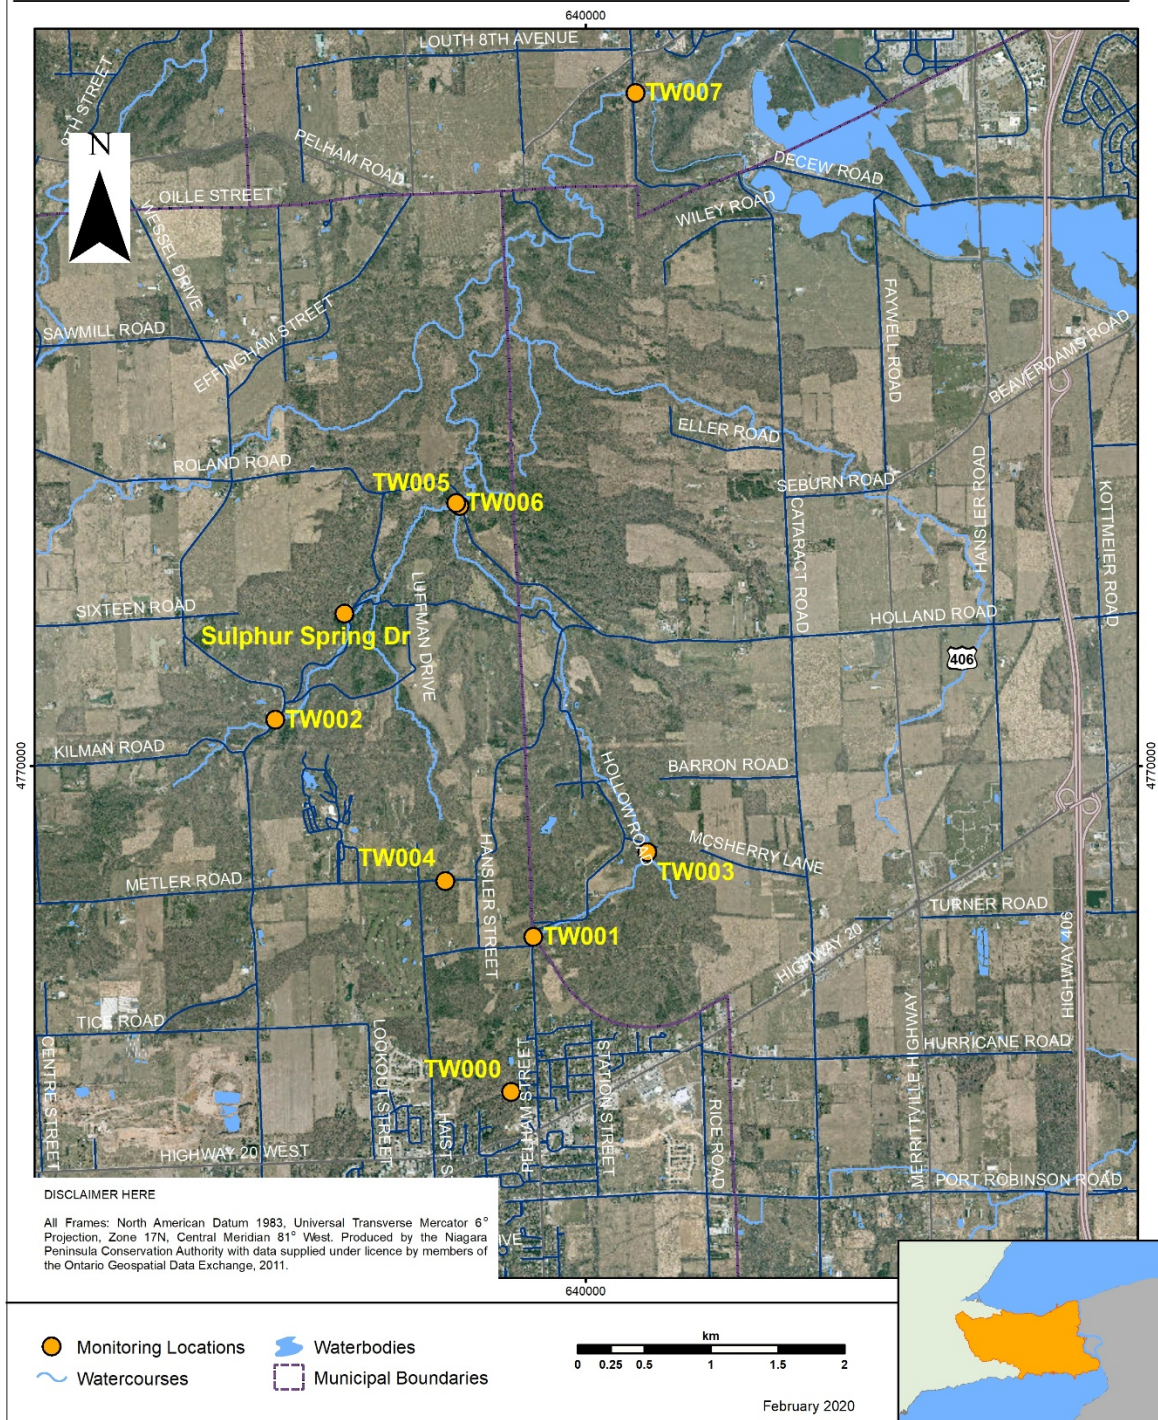 640000
LOUTH 8TH AVENUE
TW007
9TH STREET
N
PELHAM ROAD
DECEW ROAD
OILLE STREET
WILEY ROAD
WESSEL DRIVE
FAYWELL ROAD
SAWMILL ROAD
EFFINGHAM STREET
BEAVERDAMS ROAD
ELLER ROAD
ROLAND ROAD
TW005
TW006
SEBURN ROAD
HANSLER ROAD
KOTTMEIER ROAD
CATARACT ROAD
SIXTEEN ROAD
LUFFMAN DRIVE
HOLLAND ROAD
Sulphur Spring Dr
406
TW002
KILMAN ROAD
4770000
4770000
BARRON ROAD
HOLLOW ROAD
MCSHERRY LANE
TW004
TW003
METLER ROAD
HANSLER STREET
TURNER ROAD
TW001
HIGHWAY 20
HIGHWAY 406
MERRITTVILLE HIGHWAY
TICE ROAD
CENTRE STREET
LOOKOUT STREET
HURRICANE ROAD
TW000
PELHAM STREET
STATION STREET
HAIST S
RICE ROAD
HIGHWAY 20 WEST
PORT ROBINSON ROAD
DISCLAIMER HERE
All Frames: North American Datum 1983, Universal Transverse Mercator 6°
Projection, Zone 17N, Central Meridian 81° West. Produced by the Niagara
Peninsula Conservation Authority with data supplied under licence by members of
the Ontario Geospatial Data Exchange, 2011.
640000
Monitoring Locations
Waterbodies
Watercourses
Municipal Boundaries
km
0 0.25 0.5 1 1.5 2
February 2020